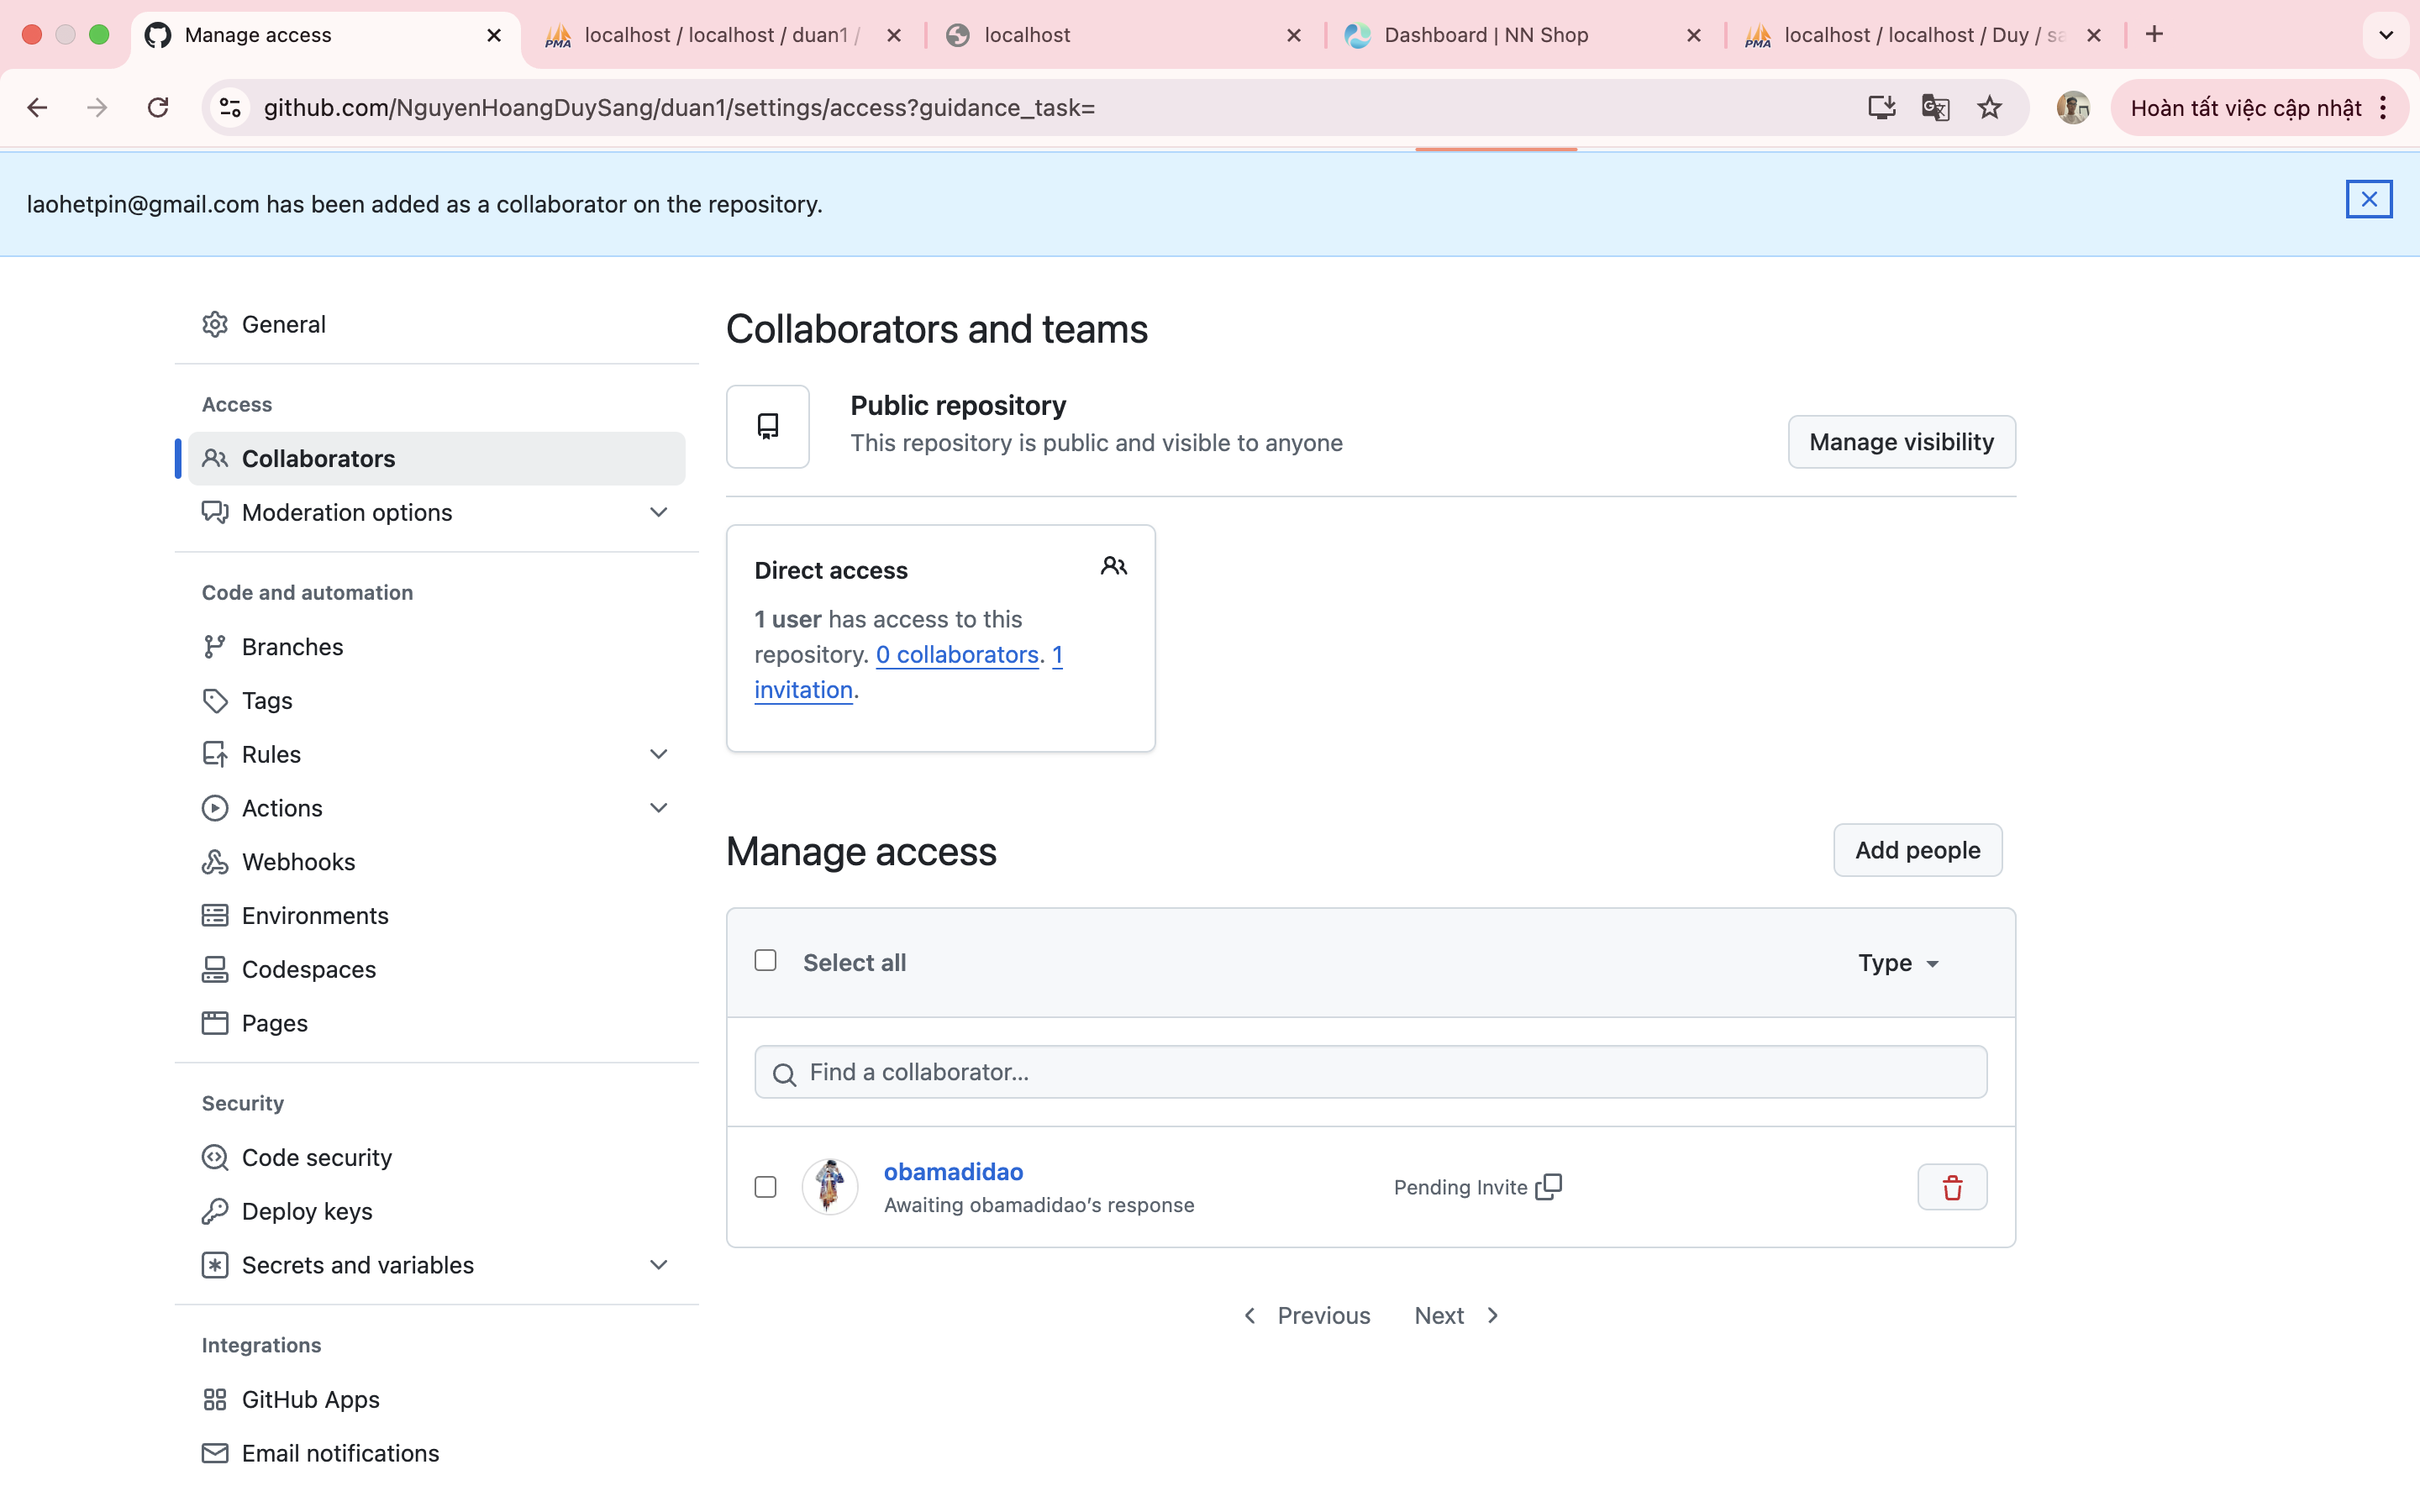 Manage access
localhost / localhost / duan1 /
localhost
Dashboard | NN Shop
localhost / localhost / Duy / sa
github.com/NguyenHoangDuySang/duan1/settings/access?guidance_task=
Hoàn tất việc cập nhật
laohetpin@gmail.com has been added as a collaborator on the repository.
General
Access
Collaborators
Moderation options
Code and automation
Branches
Tags
Rules
Actions
Webhooks
Environments
Codespaces
Pages
Security
Code security
Deploy keys
Secrets and variables
Integrations
GitHub Apps
Email notifications
Collaborators and teams
Public repository
This repository is public and visible to anyone
Manage visibility
Direct access
1 user has access to this
repository. 0 collaborators. 1
invitation.
Manage access
Add people
Select all
Type
Find a collaborator...
obamadidao
Awaiting obamadidao’s response
Pending Invite
Previous
Next